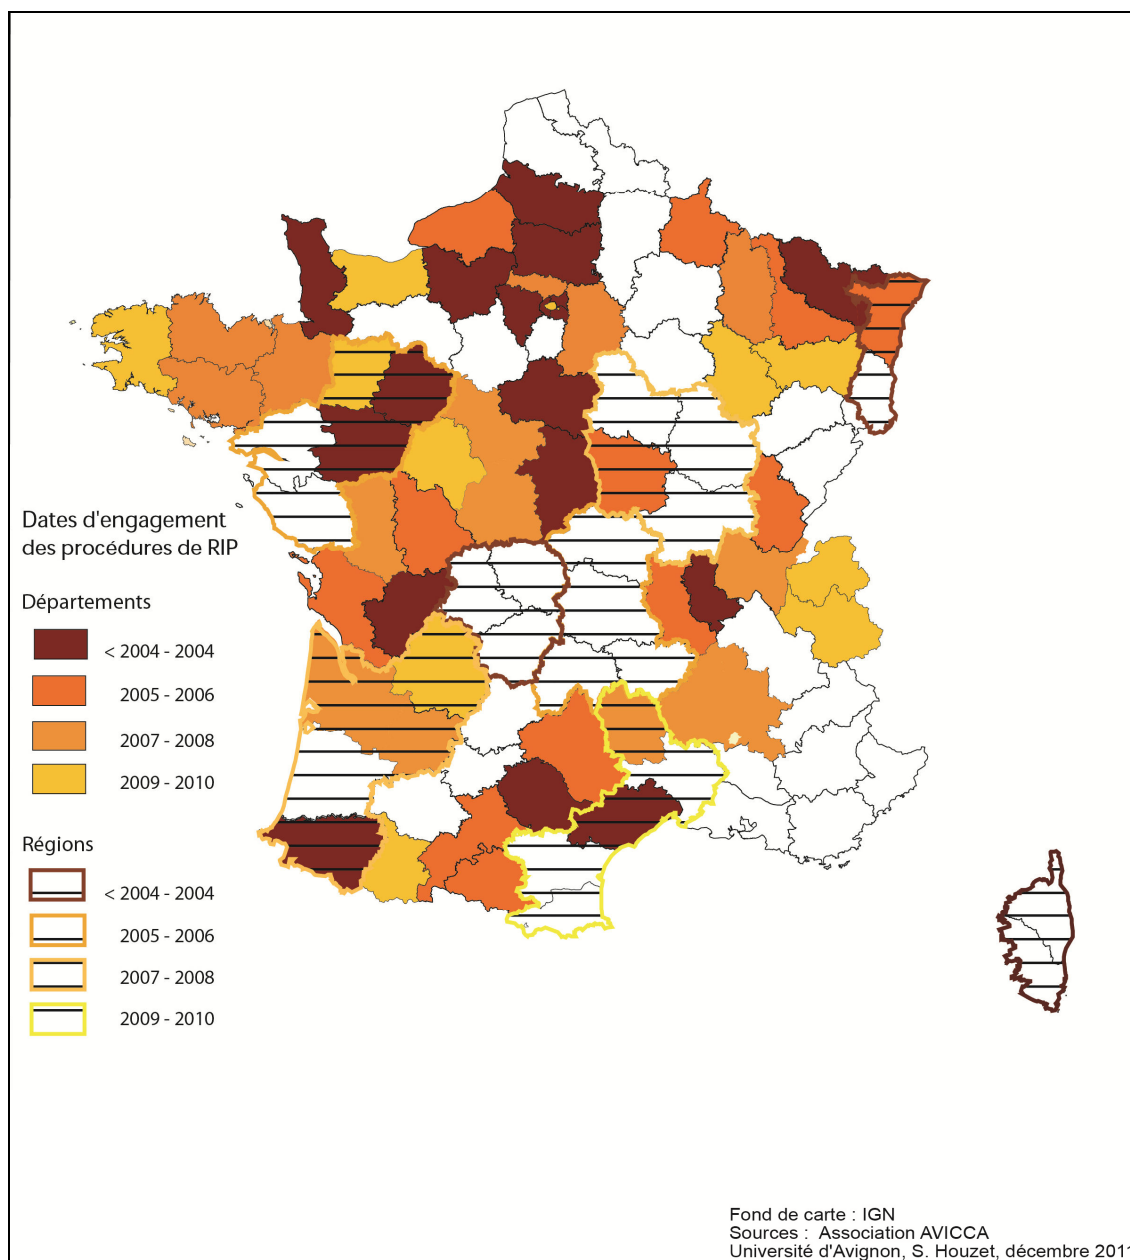 Dates d'engagement
des procédures de RIP
Départements
< 2004 - 2004
2005 - 2006
2007 - 2008
2009 - 2010
Régions
< 2004 - 2004
2005 - 2006
2007 - 2008
2009 - 2010
Fond de carte : IGN
Sources : Association AVICCA
Université d'Avignon, S. Houzet, décembre 2011